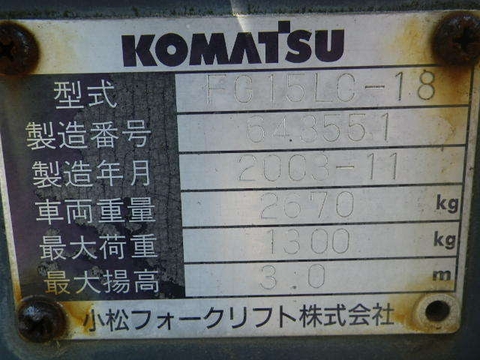 KOMATSU
型式 FG15LC-18
製造番号 643551
製造年月 2003-11
車両重量 2670 kg
最大荷重 1300 kg
最大揚高 3.0 m
小松フォークリフト株式会社